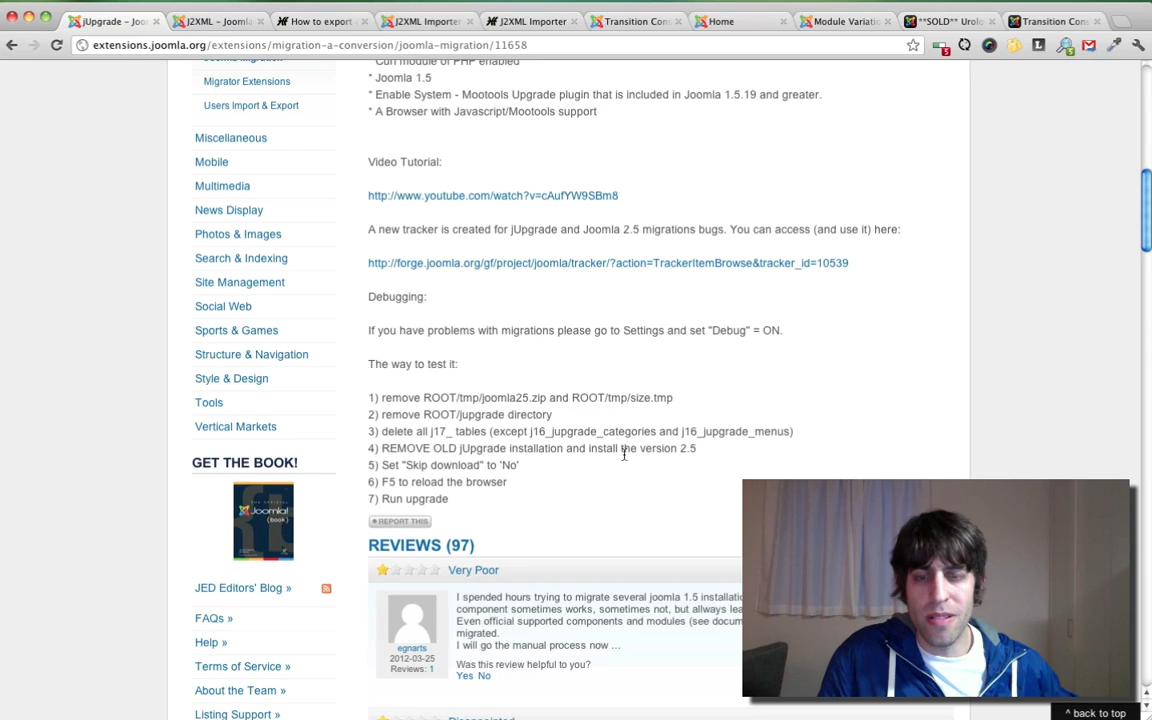 jUpgrade – Joo
J2XML – Joomla
How to export
J2XML Importer
J2XML Importer
Transition Con
Home
Module Variatio
**SOLD** Urolo
Transition Cons
extensions.joomla.org/extensions/migration-a-conversion/joomla-migration/11658
Joomla Migration
Migrator Extensions
Users Import & Export
Miscellaneous
Mobile
Multimedia
News Display
Photos & Images
Search & Indexing
Site Management
Social Web
Sports & Games
Structure & Navigation
Style & Design
Tools
Vertical Markets
GET THE BOOK!
Joomla!
(book)
JED Editors' Blog »
FAQs »
Help »
Terms of Service »
About the Team »
Listing Support »
* Curl module of PHP enabled
* Joomla 1.5
* Enable System - Mootools Upgrade plugin that is included in Joomla 1.5.19 and greater.
* A Browser with Javascript/Mootools support
Video Tutorial:
http://www.youtube.com/watch?v=cAufYW9SBm8
A new tracker is created for jUpgrade and Joomla 2.5 migrations bugs. You can access (and use it) here:
http://forge.joomla.org/gf/project/joomla/tracker/?action=TrackerItemBrowse&tracker_id=10539
Debugging:
If you have problems with migrations please go to Settings and set "Debug" = ON.
The way to test it:
1) remove ROOT/tmp/joomla25.zip and ROOT/tmp/size.tmp
2) remove ROOT/jupgrade directory
3) delete all j17_ tables (except j16_jupgrade_categories and j16_jupgrade_menus)
4) REMOVE OLD jUpgrade installation and install the version 2.5
5) Set "Skip download" to 'No'
6) F5 to reload the browser
7) Run upgrade
REPORT THIS
REVIEWS (97)
Very Poor
I spended hours trying to migrate several joomla 1.5 installatio
component sometimes works, sometimes not, but allways lea
Even official supported components and modules (see docum
migrated.
I will go the manual process now ...
egnarts
2012-03-25
Reviews: 1
Was this review helpful to you?
Yes No
Disappointed
^ back to top